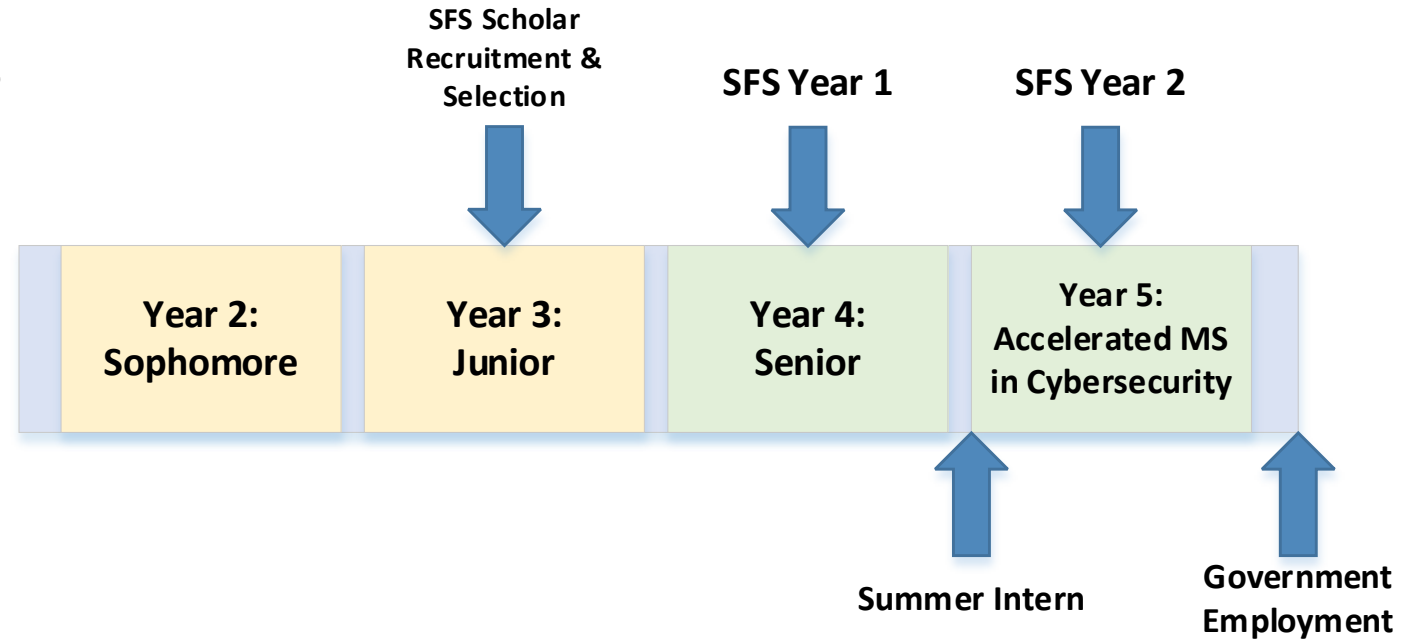 SFS Scholar
Recruitment &
Selection
SFS Year 1
SFS Year 2
Year 2:
Sophomore
Year 3:
Junior
Year 4:
Senior
Year 5:
Accelerated MS
in Cybersecurity
Summer Intern
Government
Employment